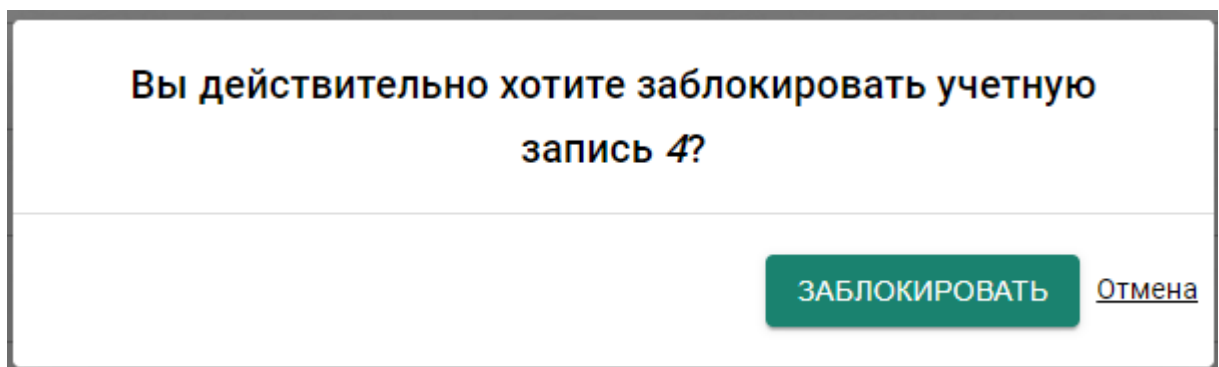 Вы действительно хотите заблокировать учетную
запись 4?
ЗАБЛОКИРОВАТЬ Отмена